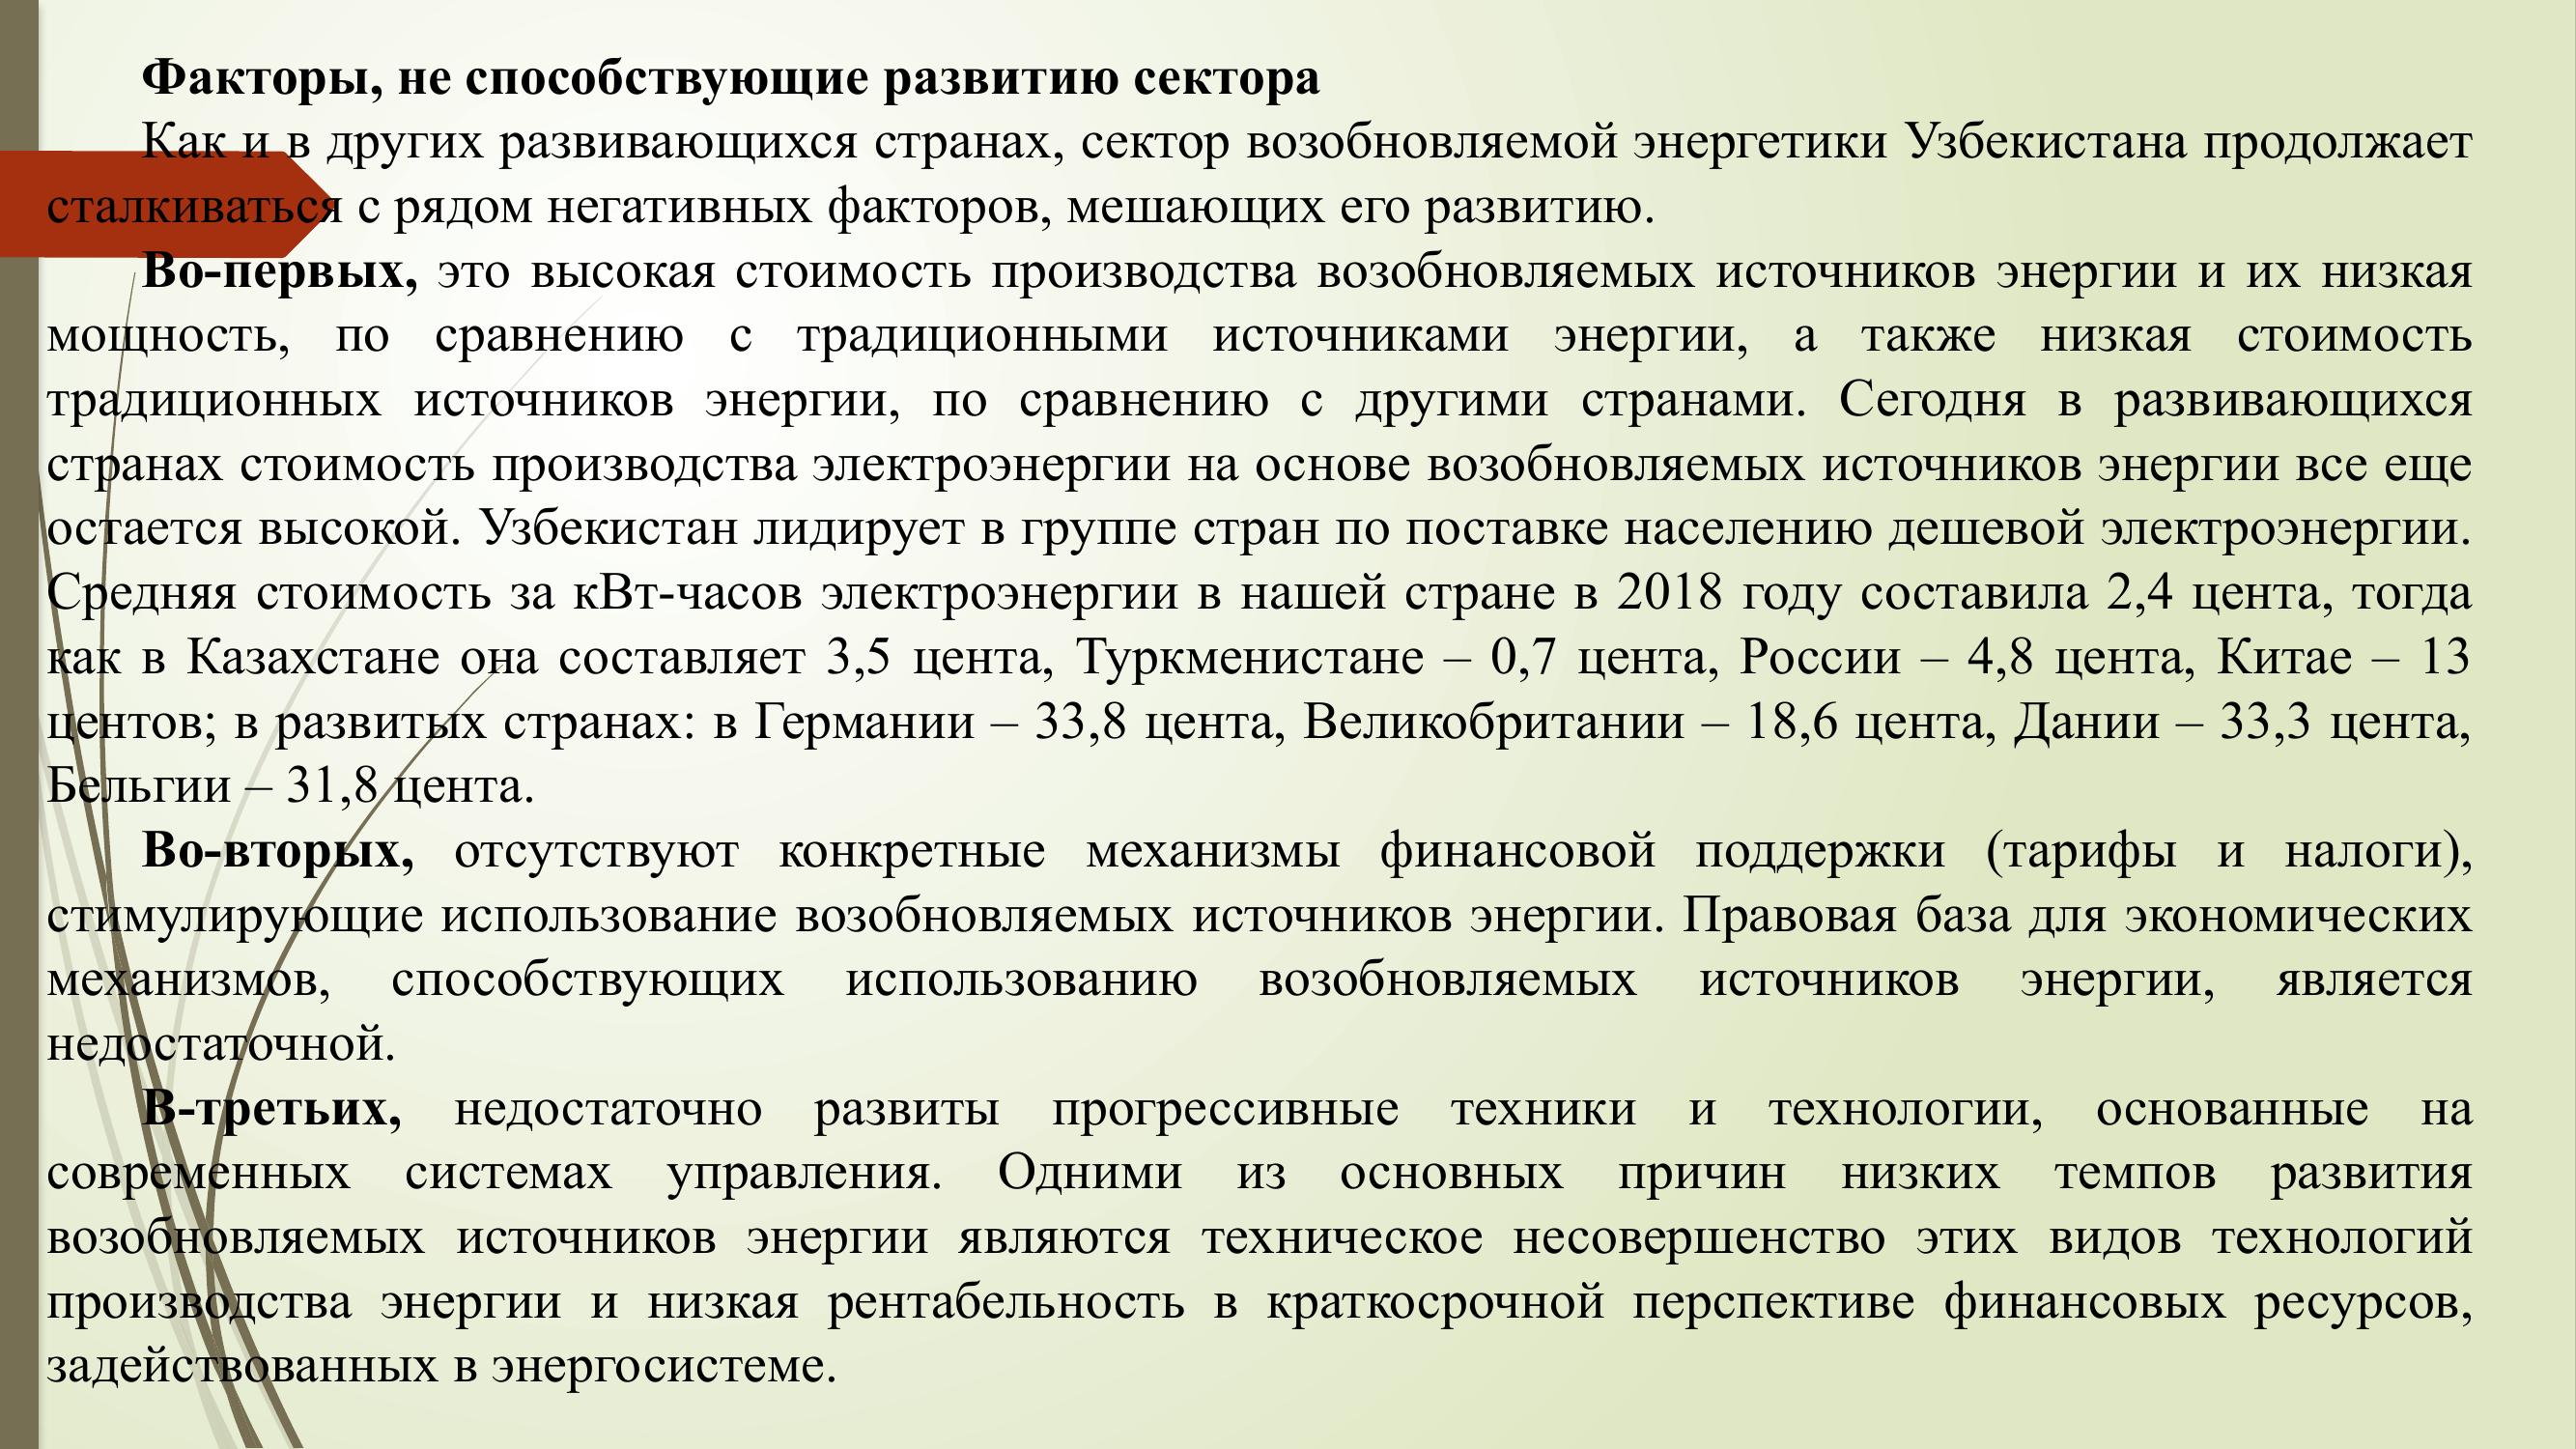 Факторы, не способствующие развитию сектора
Как и в других развивающихся странах, сектор возобновляемой энергетики Узбекистана продолжает
сталкиваться с рядом негативных факторов, мешающих его развитию.
Во-первых, это высокая стоимость производства возобновляемых источников энергии и их низкая
мощность, по сравнению с традиционными источниками энергии, а также низкая стоимость
традиционных источников энергии, по сравнению с другими странами. Сегодня в развивающихся
странах стоимость производства электроэнергии на основе возобновляемых источников энергии все еще
остается высокой. Узбекистан лидирует в группе стран по поставке населению дешевой электроэнергии.
Средняя стоимость за кВт-часов электроэнергии в нашей стране в 2018 году составила 2,4 цента, тогда
как в Казахстане она составляет 3,5 цента, Туркменистане – 0,7 цента, России – 4,8 цента, Китае – 13
центов; в развитых странах: в Германии – 33,8 цента, Великобритании – 18,6 цента, Дании – 33,3 цента,
Бельгии – 31,8 цента.
Во-вторых, отсутствуют конкретные механизмы финансовой поддержки (тарифы и налоги),
стимулирующие использование возобновляемых источников энергии. Правовая база для экономических
механизмов, способствующих использованию возобновляемых источников энергии, является
недостаточной.
В-третьих, недостаточно развиты прогрессивные техники и технологии, основанные на
современных системах управления. Одними из основных причин низких темпов развития
возобновляемых источников энергии являются техническое несовершенство этих видов технологий
производства энергии и низкая рентабельность в краткосрочной перспективе финансовых ресурсов,
задействованных в энергосистеме.